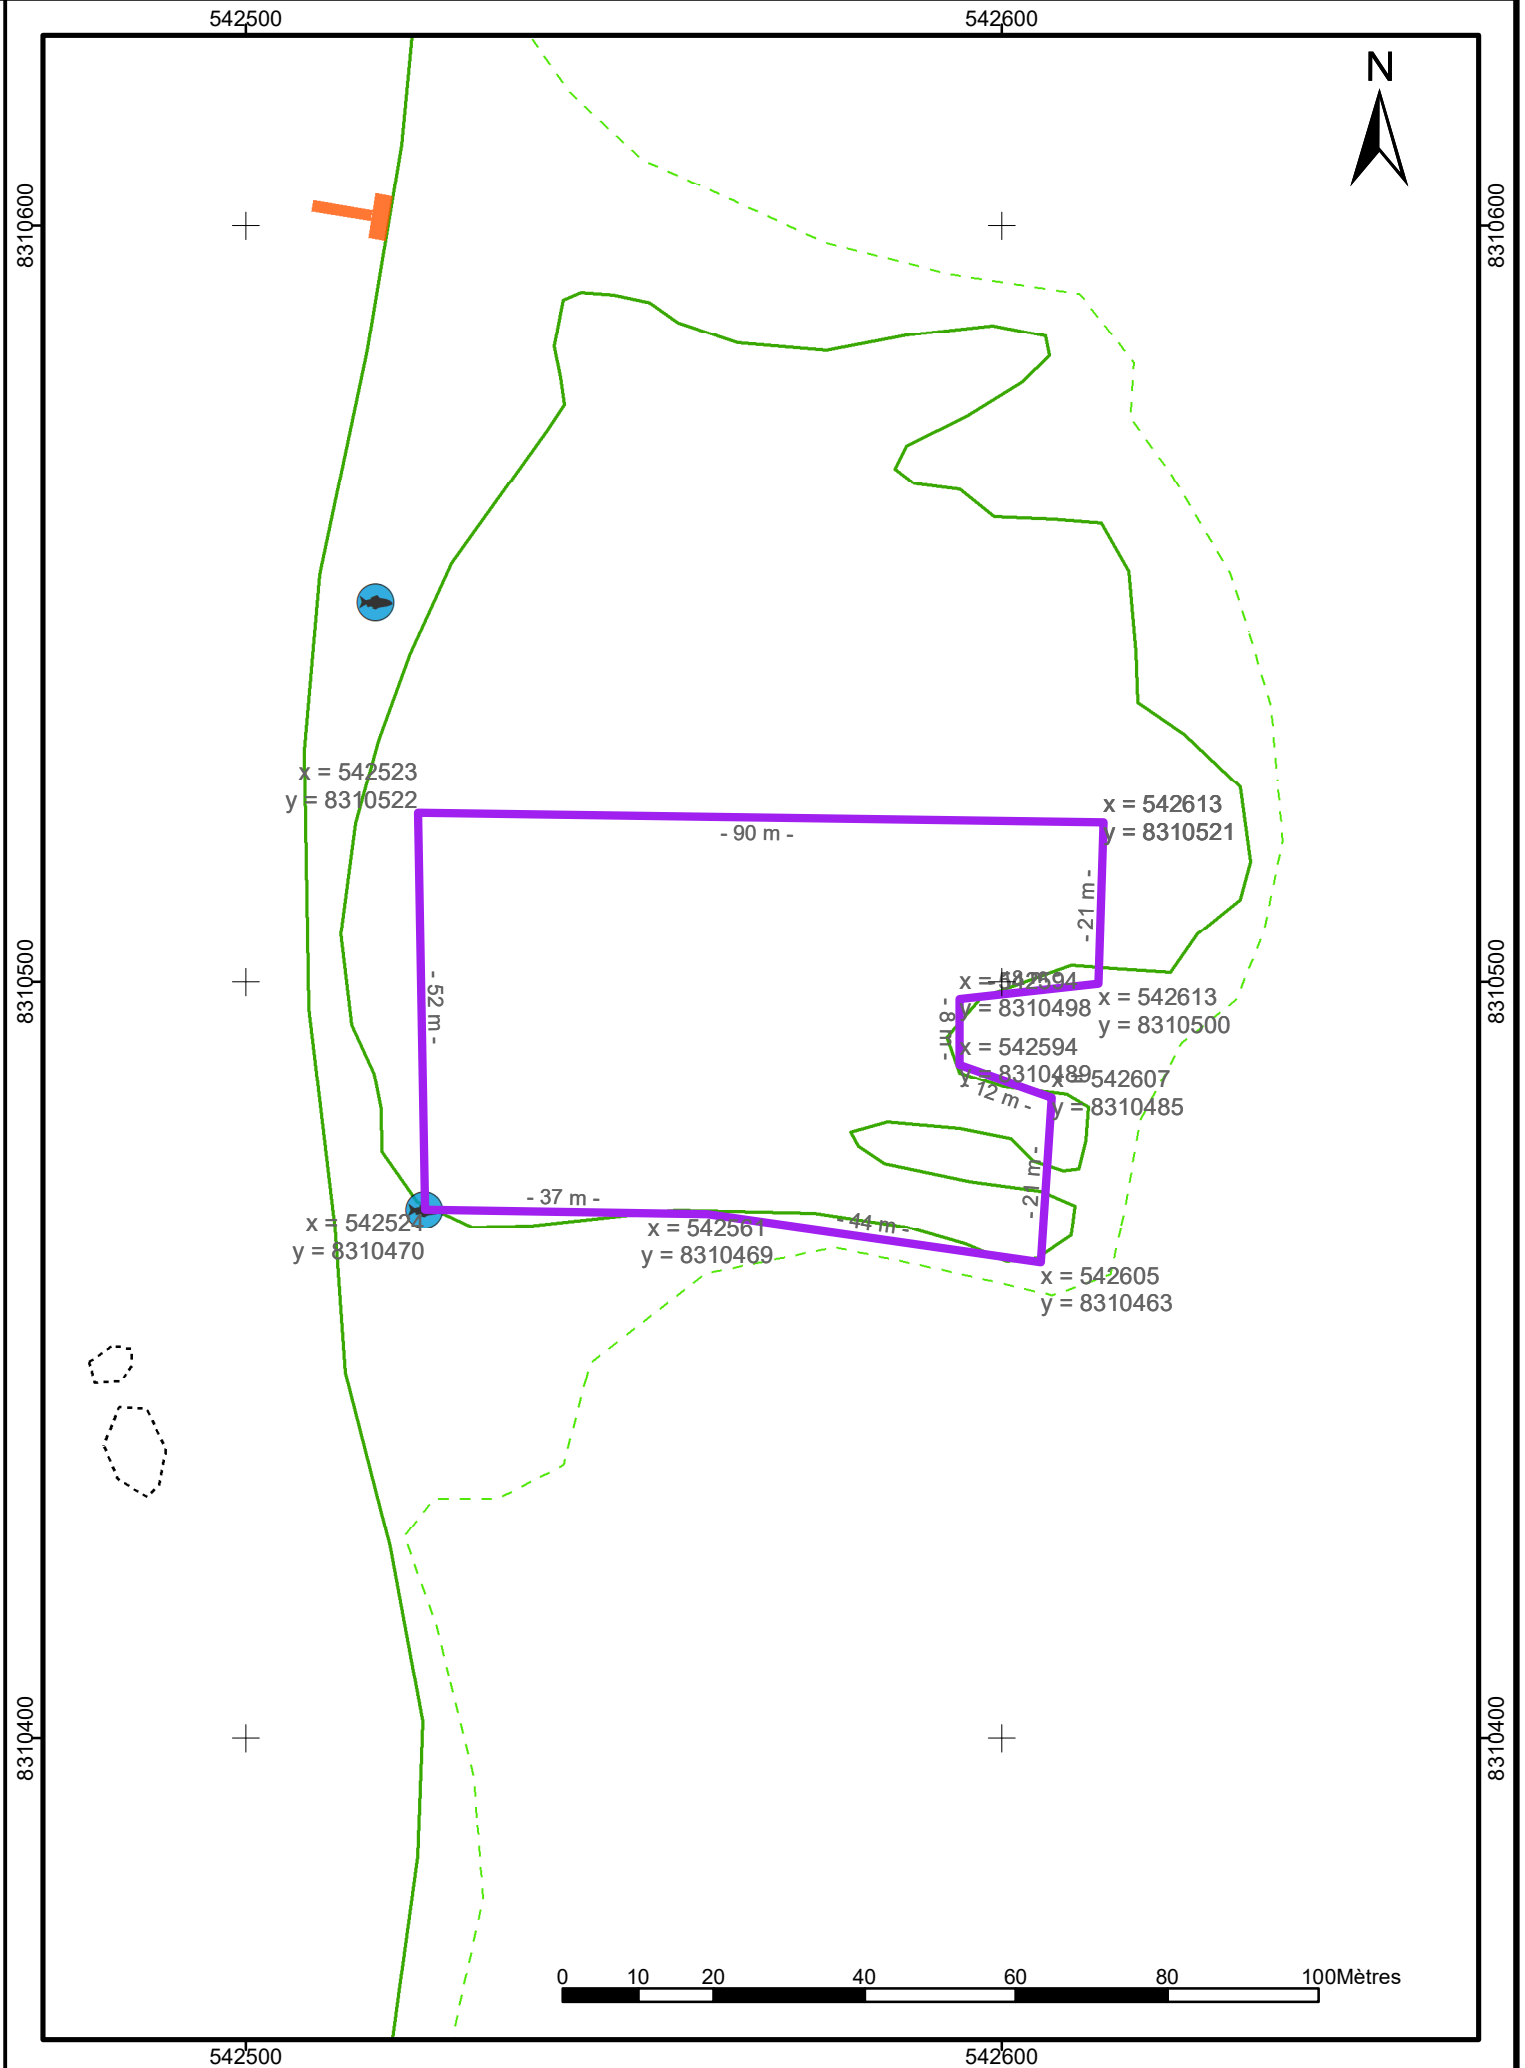 542500 542600
N
8310600 8310600
x = 542523
y = 8310522
x = 542613
y = 8310521
- 90 m -
- 21 m -
8310500 8310500
- 52 m -
x = 542594
y = 8310498
x = 542613
y = 8310500
- 8 m -
x = 542594
y = 8310489
x = 542607
y = 8310485
- 12 m -
- 21 m -
- 37 m -
x = 542524
y = 8310470
x = 542561
y = 8310469
- 44 m -
x = 542605
y = 8310463
8310400 8310400
0 10 20 40 60 80 100Mètres
542500 542600